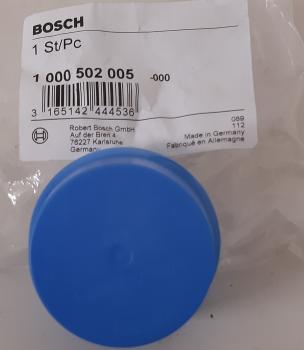 BOSCH
1 St/Pc
1 000 502 005 -000
3 165142 444536
089
112
Robert Bosch GmbH
Auf der Breit 4
76227 Karlsruhe
Germany
Made in Germany
Fabriqué en Allemagne